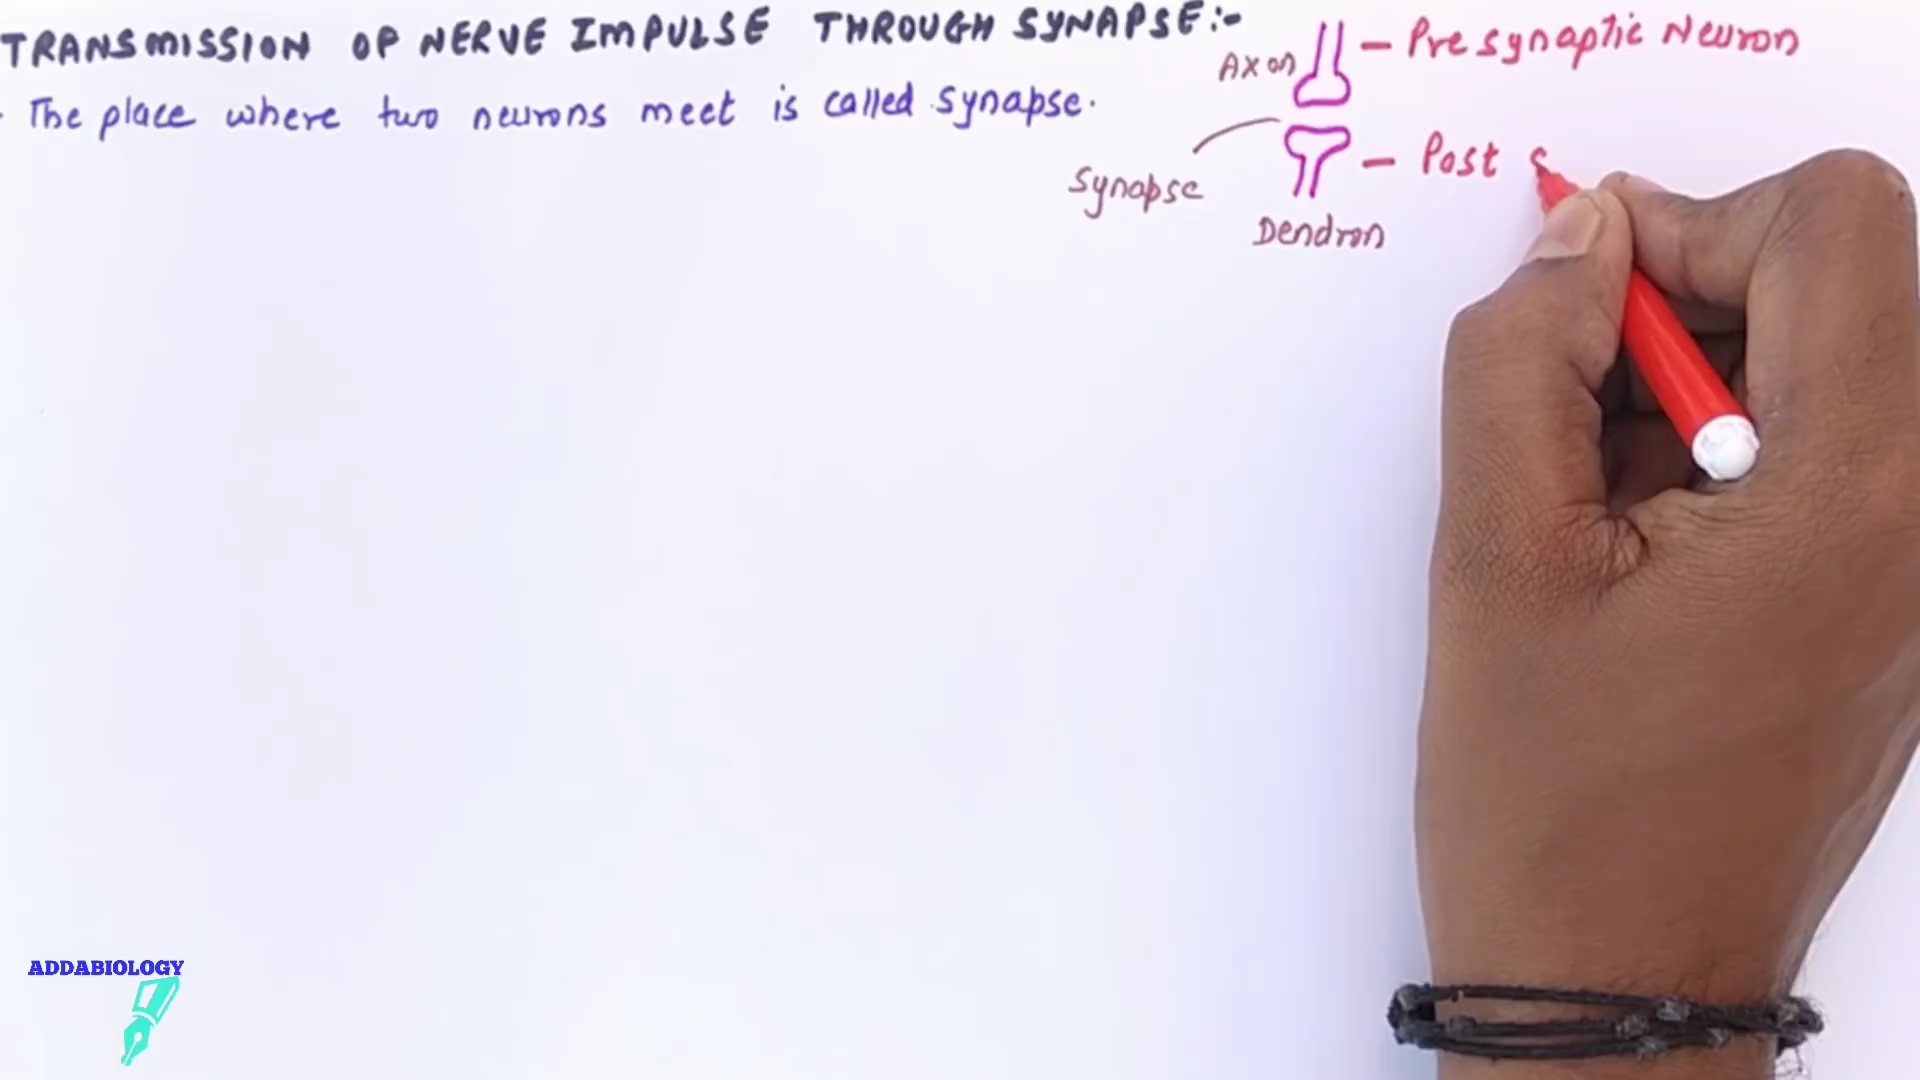 TRANSMISSION OF NERVE IMPULSE THROUGH SYNAPSE:-
The place where two neurons meet is called synapse.
Axon
- Presynaptic Neuron
Synapse
- Post S
Dendron
ADDABIOLOGY